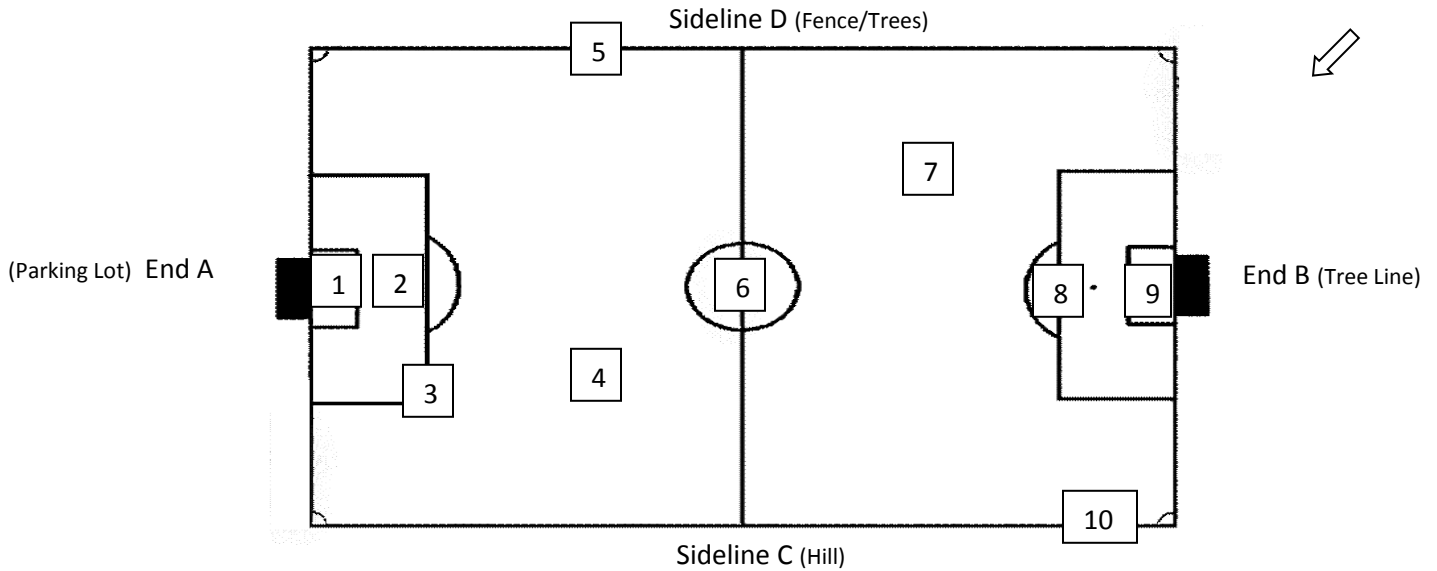 Sideline D (Fence/Trees)
5
7
(Parking Lot) End A
1
2
6
8
9
End B (Tree Line)
4
3
10
Sideline C (Hill)